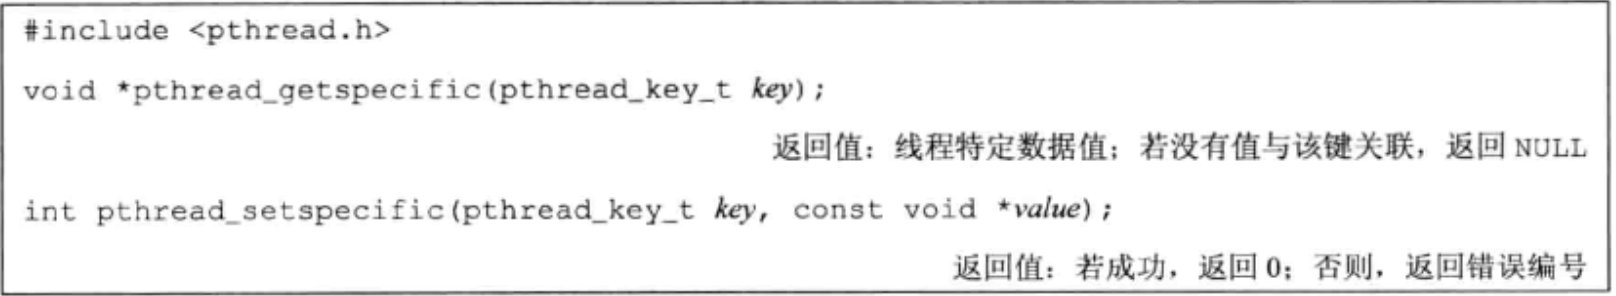 #include <pthread.h>
void *pthread_getspecific(pthread_key_t key);
返回值：线程特定数据值；若没有值与该键关联，返回 NULL
int pthread_setspecific(pthread_key_t key, const void *value);
返回值：若成功，返回 0；否则，返回错误编号